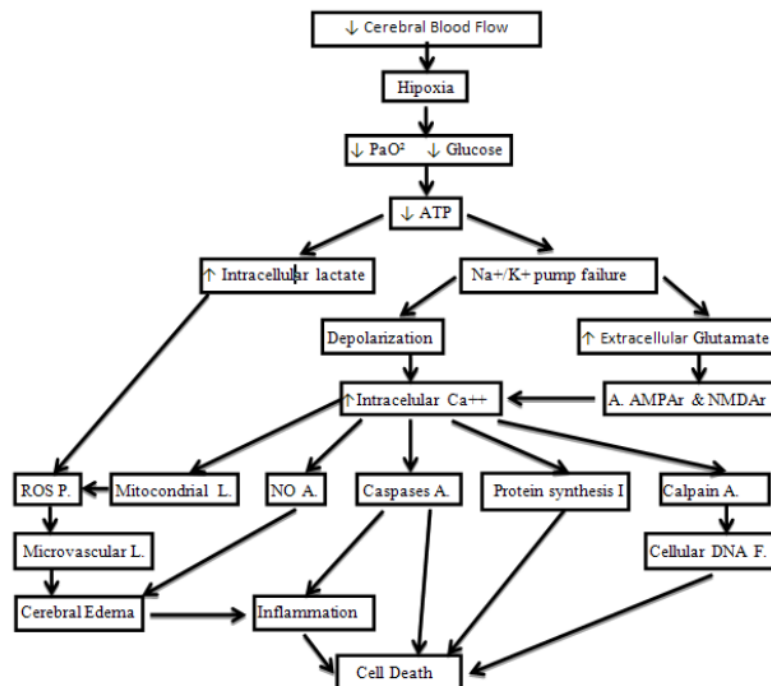 ↓ Cerebral Blood Flow
Hipoxia
↓ PaO² ↓ Glucose
↓ ATP
↑ Intracellular lactate
Na+/K+ pump failure
Depolarization
↑ Extracellular Glutamate
↑Intracelular Ca++
A. AMPAr & NMDAr
ROS P.
Mitocondrial L.
NO A.
Caspases A.
Protein synthesis I
Calpain A.
Microvascular L.
Cellular DNA F.
Cerebral Edema
Inflammation
Cell Death